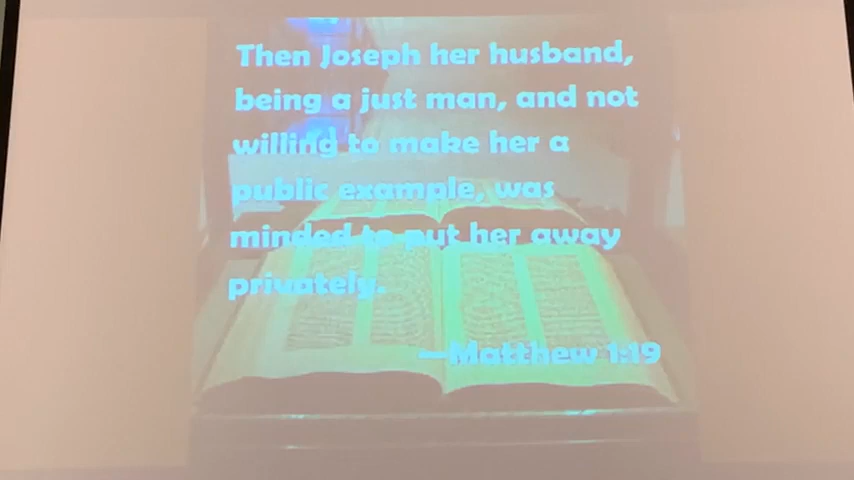 Then Joseph her husband,
being a just man, and not
willing to make her a
public example, was
minded to put her away
privately.
—Matthew 1:19